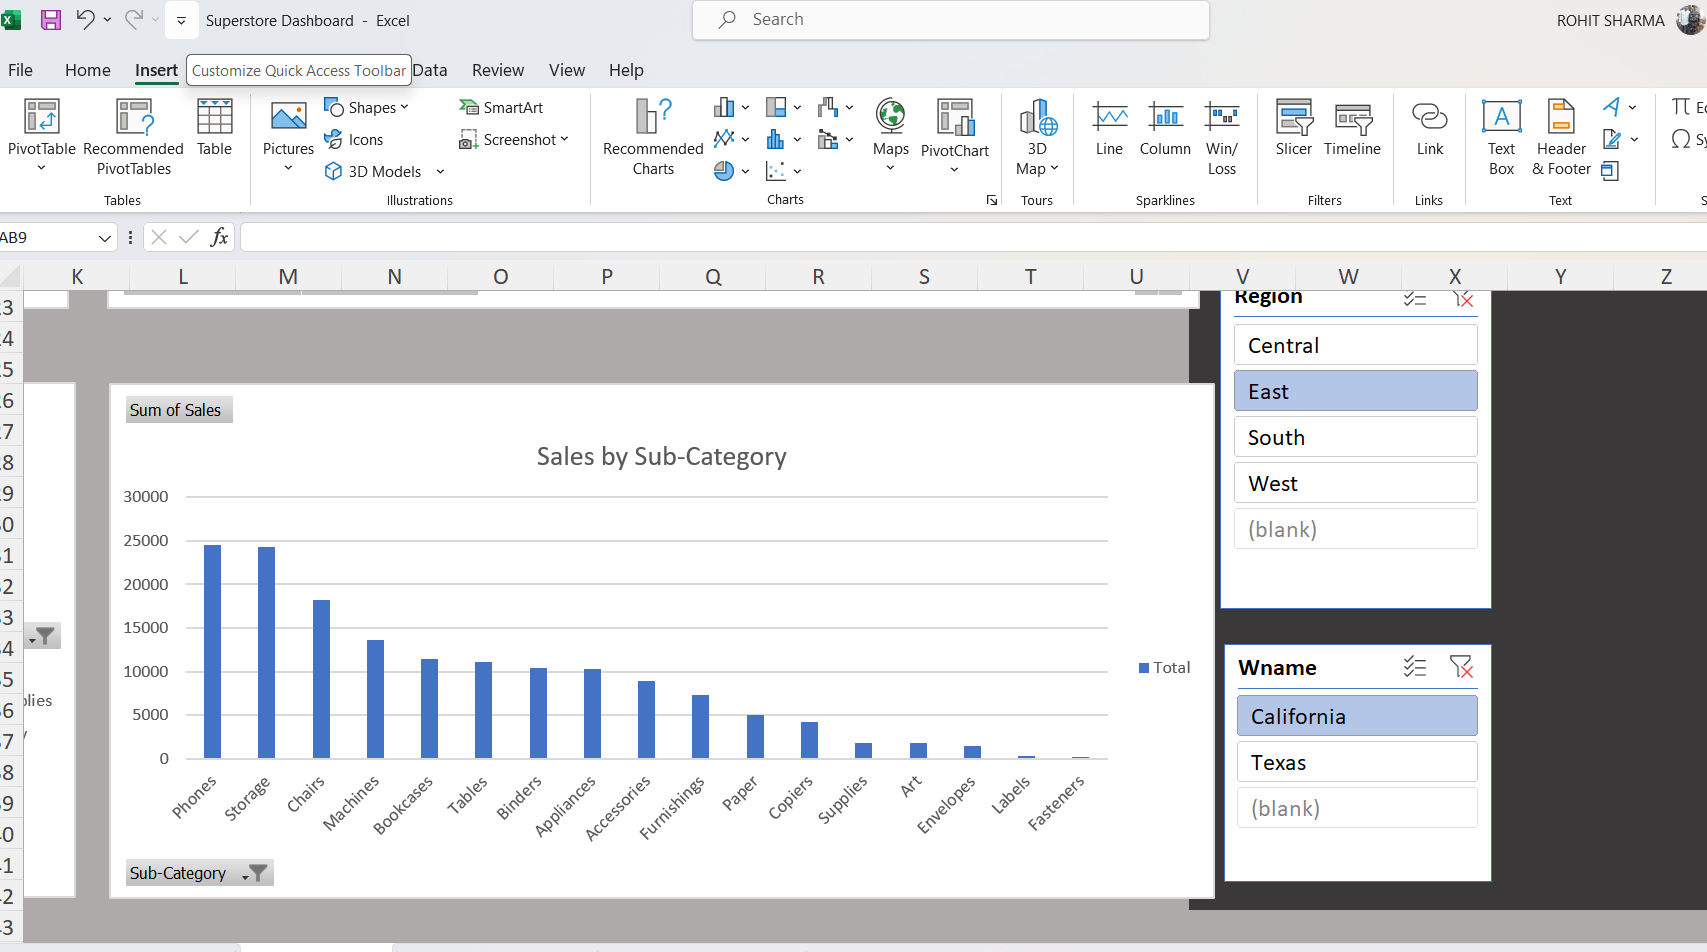 Superstore Dashboard - Excel
Search
ROHIT SHARMA
File Home Insert Customize Quick Access Toolbar Data Review View Help
PivotTable
Recommended PivotTables
Table
Tables
Pictures
Shapes
Icons
3D Models
SmartArt
Screenshot
Illustrations
Recommended Charts
Maps
PivotChart
Charts
3D Map
Tours
Line
Column
Win/ Loss
Sparklines
Slicer
Timeline
Filters
Link
Links
Text Box
Header & Footer
Text
AB9
fx
K L M N O P Q R S T U V W X Y Z
Sum of Sales
Sales by Sub-Category
30000
25000
20000
15000
10000
5000
0
Phones
Storage
Chairs
Machines
Bookcases
Tables
Binders
Appliances
Accessories
Furnishings
Paper
Copiers
Supplies
Art
Envelopes
Labels
Fasteners
Total
Sub-Category
Region
Central
East
South
West
(blank)
Wname
California
Texas
(blank)